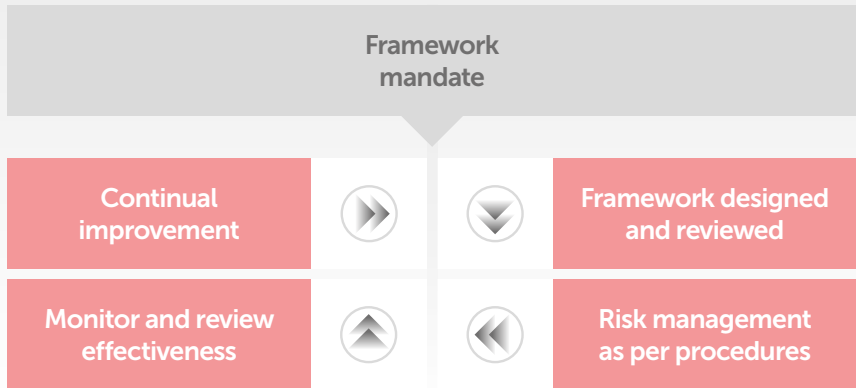 Framework
mandate
Continual
improvement
Framework designed
and reviewed
Monitor and review
effectiveness
Risk management
as per procedures